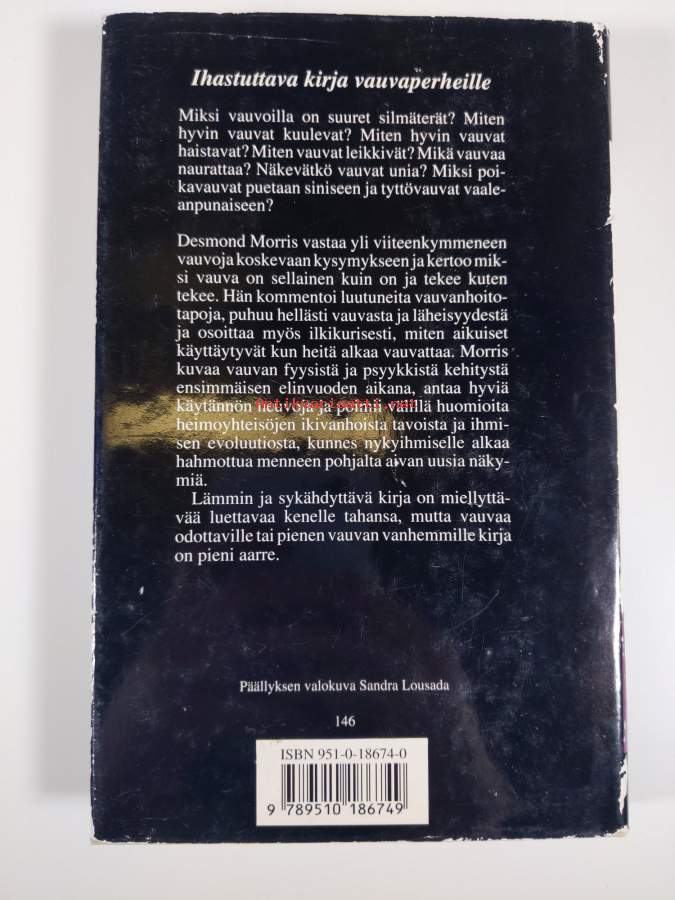 Ihastuttava kirja vauvaperheille
Miksi vauvoilla on suuret silmäterät? Miten
hyvin vauvat kuulevat? Miten hyvin vauvat
haistavat? Miten vauvat leikkivät? Mikä vauvaa
naurattaa? Näkevätkö vauvat unia? Miksi poi-
kavauvat puetaan siniseen ja tyttövauvat vaale-
anpunaiseen?
Desmond Morris vastaa yli viiteenkymmeneen
vauvoja koskevaan kysymykseen ja kertoo mik-
si vauva on sellainen kuin on ja tekee kuten
tekee. Hän kommentoi luutuneita vauvanhoito-
tapoja, puhuu hellästi vauvasta ja läheisyydestä
ja osoittaa myös ilkikurisesti, miten aikuiset
käyttäytyvät kun heitä alkaa vauvattaa. Morris
kuvaa vauvan fyysistä ja psyykkistä kehitystä
ensimmäisen elinvuoden aikana, antaa hyviä
käytännön neuvoja ja poimii väillä huomioita
heimoyhteisöjen ikivanhoista tavoista ja ihmi-
sen evoluutiosta, kunnes nykyihmiselle alkaa
hahmottua menneen pohjalta aivan uusia näky-
miä.
Lämmin ja sykähdyttävä kirja on miellyttä-
vää luettavaa kenelle tahansa, mutta vauvaa
odottaville tai pienen vauvan vanhemmille kirja
on pieni aarre.
Päällyksen valokuva Sandra Lousada
146
ISBN 951-0-18674-0
9 789510 186749